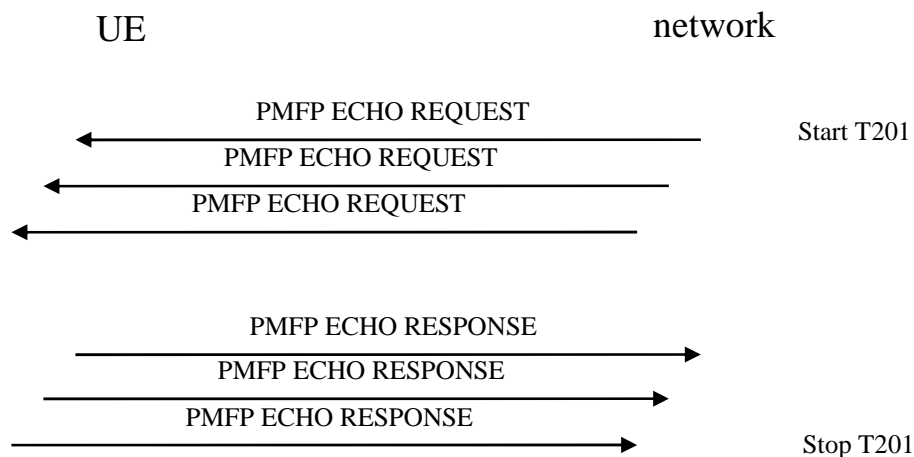 UE
network
PMFP ECHO REQUEST
Start T201
PMFP ECHO REQUEST
PMFP ECHO REQUEST
PMFP ECHO RESPONSE
PMFP ECHO RESPONSE
PMFP ECHO RESPONSE
Stop T201